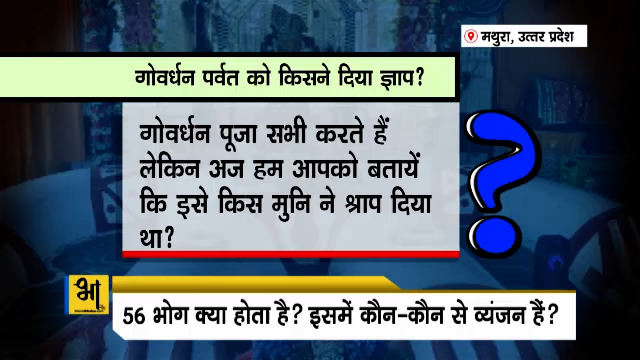 मथुरा, उत्तर प्रदेश
गोवर्धन पर्वत को किसने दिया ज्ञाप?
गोवर्धन पूजा सभी करते हैं
लेकिन अज हम आपको बतायें
कि इसे किस मुनि ने श्राप दिया
था?
?
भा
56 भोग क्या होता है? इसमें कौन-कौन से व्यंजन हैं?